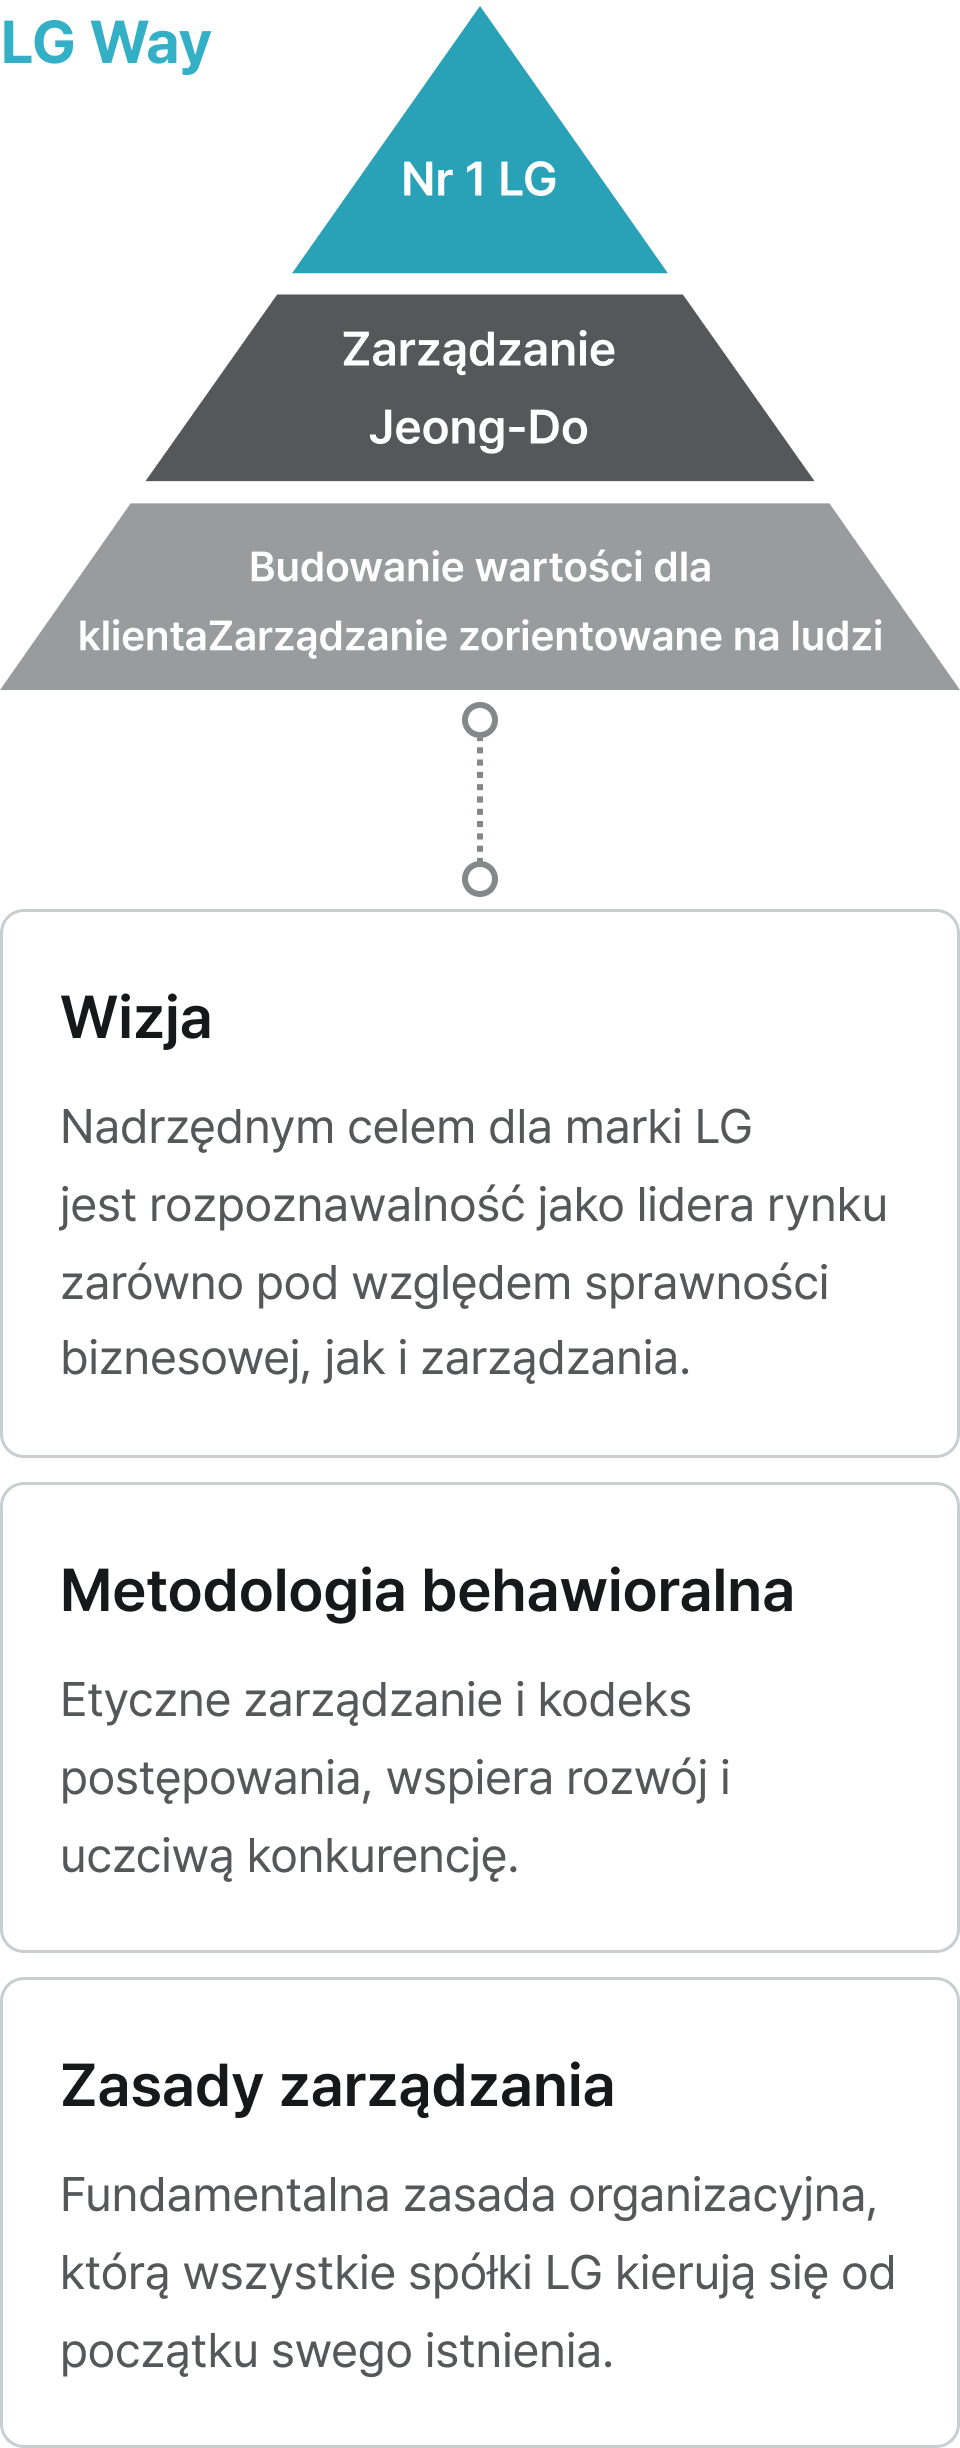 LG Way
Nr 1 LG
Zarządzanie
Jeong-Do
Budowanie wartości dla
klientaZarządzanie zorientowane na ludzi
Wizja
Nadrzędnym celem dla marki LG
jest rozpoznawalność jako lidera rynku
zarówno pod względem sprawności
biznesowej, jak i zarządzania.
Metodologia behawioralna
Etyczne zarządzanie i kodeks
postępowania, wspiera rozwój i
uczciwą konkurencję.
Zasady zarządzania
Fundamentalna zasada organizacyjna,
którą wszystkie spółki LG kierują się od
początku swego istnienia.